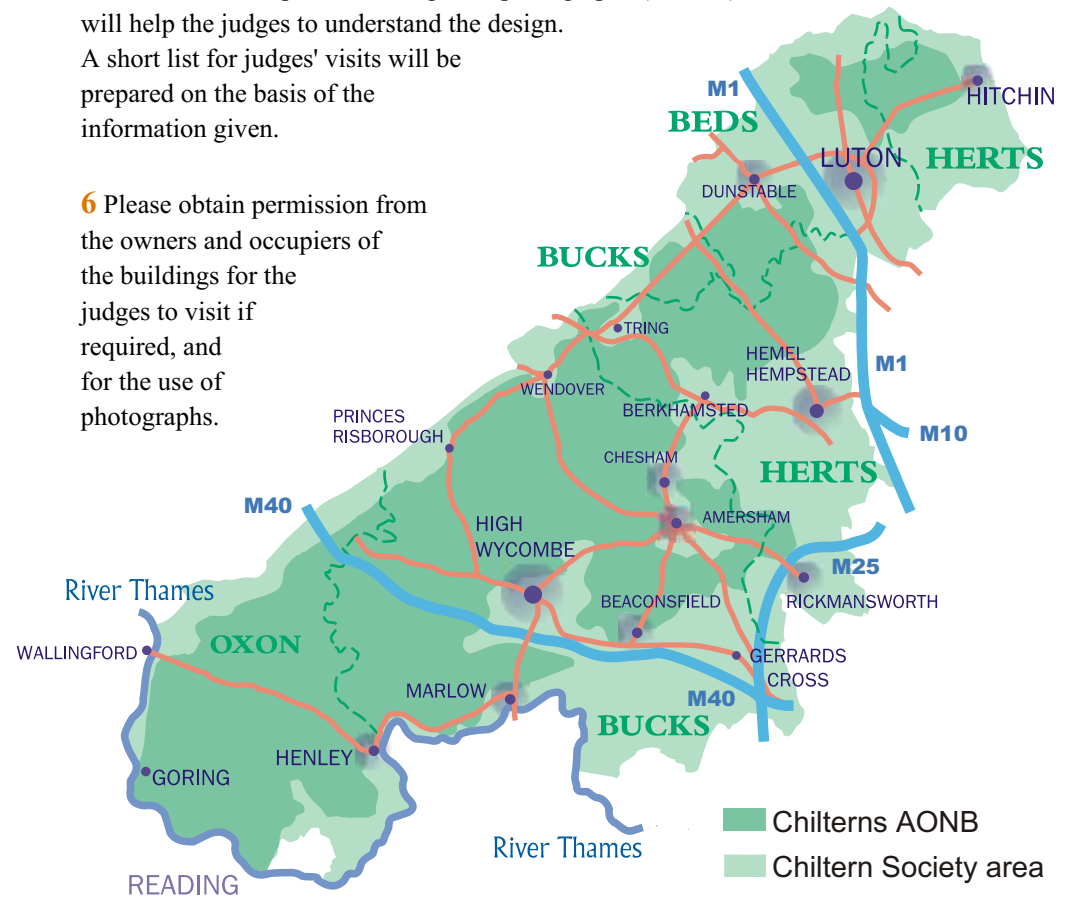 will help the judges to understand the design.
A short list for judges' visits will be
prepared on the basis of the
information given.
6 Please obtain permission from
the owners and occupiers of
the buildings for the
judges to visit if
required, and
for the use of
photographs.
M1
HITCHIN
BEDS
LUTON
HERTS
DUNSTABLE
BUCKS
TRING
HEMEL
HEMPSTEAD
M1
WENDOVER
BERKHAMSTED
PRINCES
RISBOROUGH
M10
CHESHAM
HERTS
M40
AMERSHAM
HIGH
WYCOMBE
M25
River Thames
BEACONSFIELD
RICKMANSWORTH
OXON
WALLINGFORD
GERRARDS
CROSS
MARLOW
M40
BUCKS
HENLEY
GORING
Chilterns AONB
River Thames
Chiltern Society area
READING